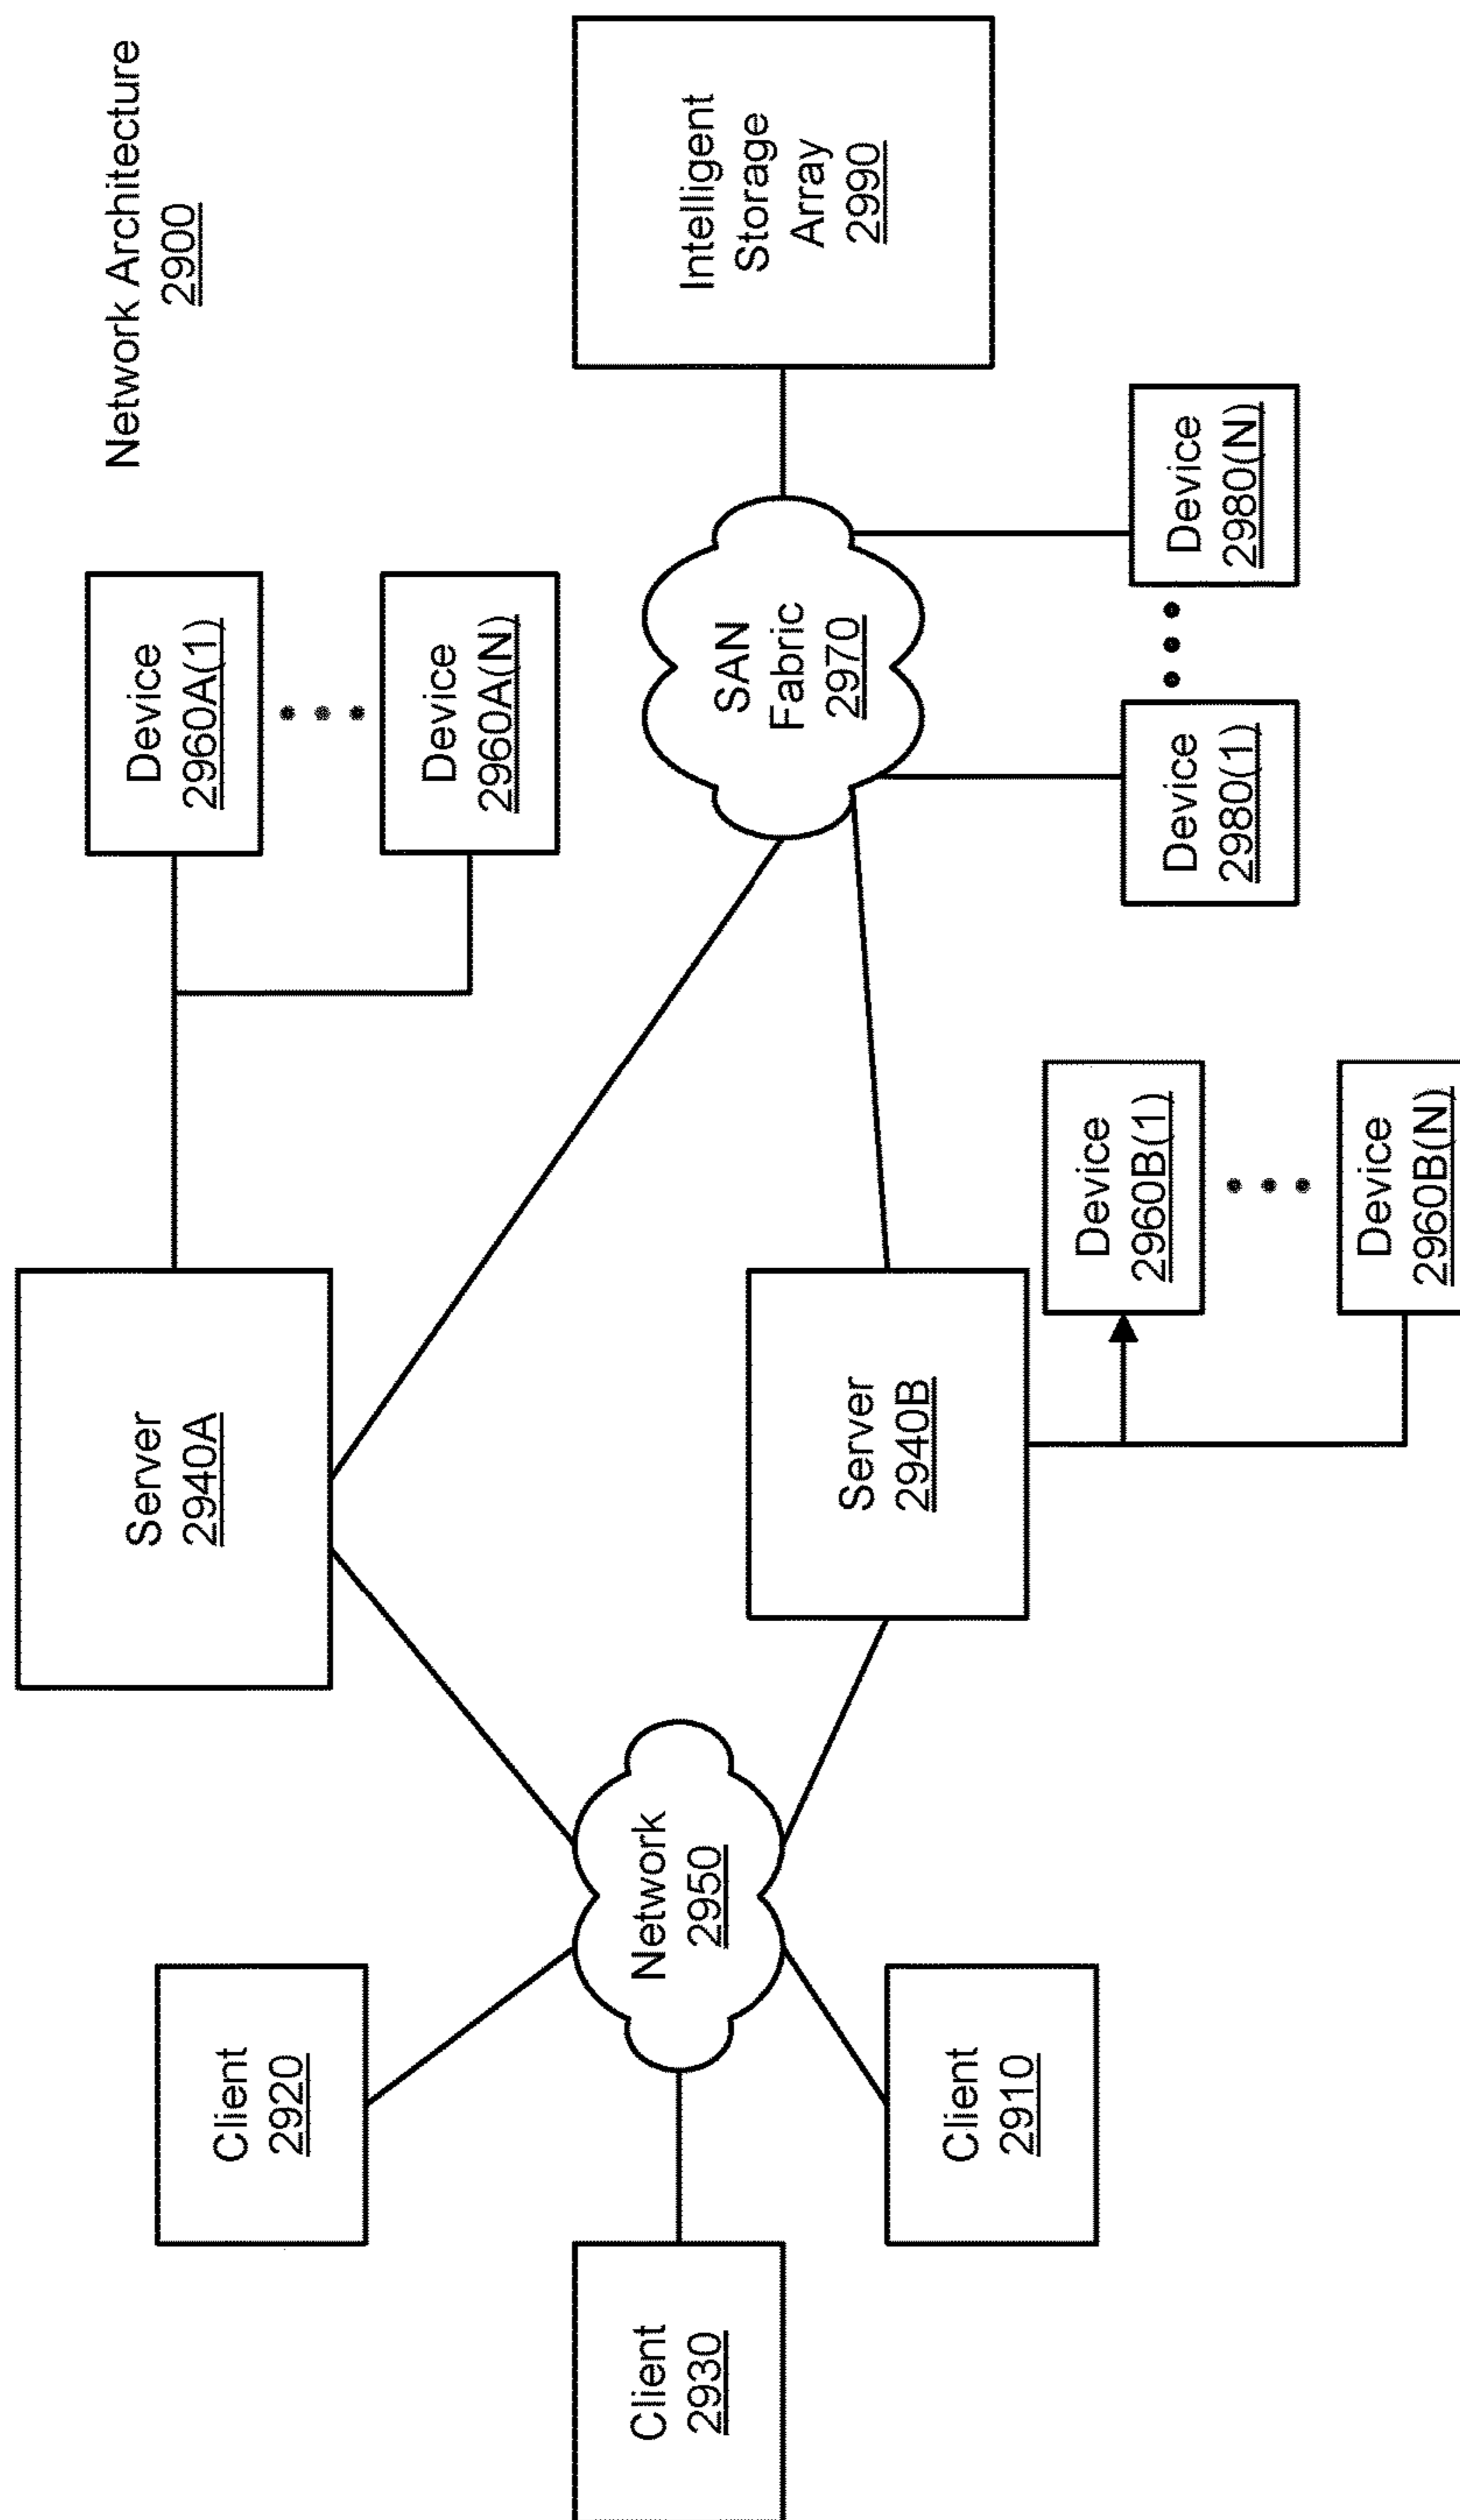 Network Architecture
2900
Client
2930
Client
2920
Client
2910
Network
2950
Server
2940A
Server
2940B
Device
2960A(1)
Device
2960A(N)
Device
2960B(1)
Device
2960B(N)
SAN
Fabric
2970
Device
2980(1)
Device
2980(N)
Intelligent
Storage
Array
2990